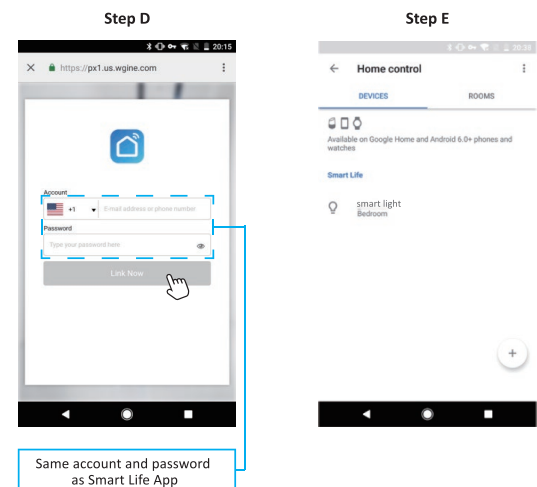 Step D
20:15
https://px1.us.wgine.com
Account
+1
E-mail address or phone number
Password
Type your password here
Link Now
Same account and password
as Smart Life App
Step E
20:38
Home control
DEVICES
ROOMS
Available on Google Home and Android 6.0+ phones and
watches
Smart Life
smart light
Bedroom
+